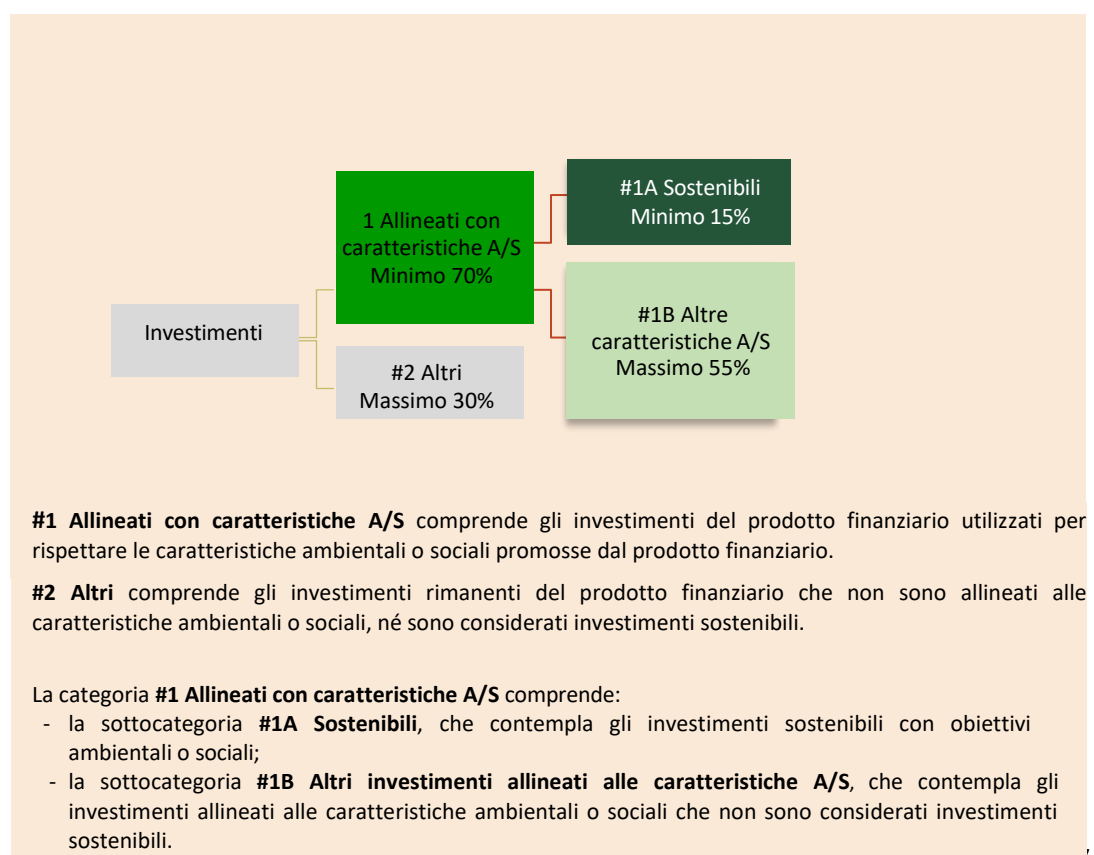 #1A Sostenibili
Minimo 15%
1 Allineati con
caratteristiche A/S
Minimo 70%
#1B Altre
caratteristiche A/S
Massimo 55%
Investimenti
#2 Altri
Massimo 30%
#1 Allineati con caratteristiche A/S comprende gli investimenti del prodotto finanziario utilizzati per
rispettare le caratteristiche ambientali o sociali promosse dal prodotto finanziario.
#2 Altri comprende gli investimenti rimanenti del prodotto finanziario che non sono allineati alle
caratteristiche ambientali o sociali, né sono considerati investimenti sostenibili.
La categoria #1 Allineati con caratteristiche A/S comprende:
- la sottocategoria #1A Sostenibili, che contempla gli investimenti sostenibili con obiettivi
ambientali o sociali;
- la sottocategoria #1B Altri investimenti allineati alle caratteristiche A/S, che contempla gli
investimenti allineati alle caratteristiche ambientali o sociali che non sono considerati investimenti
sostenibili.